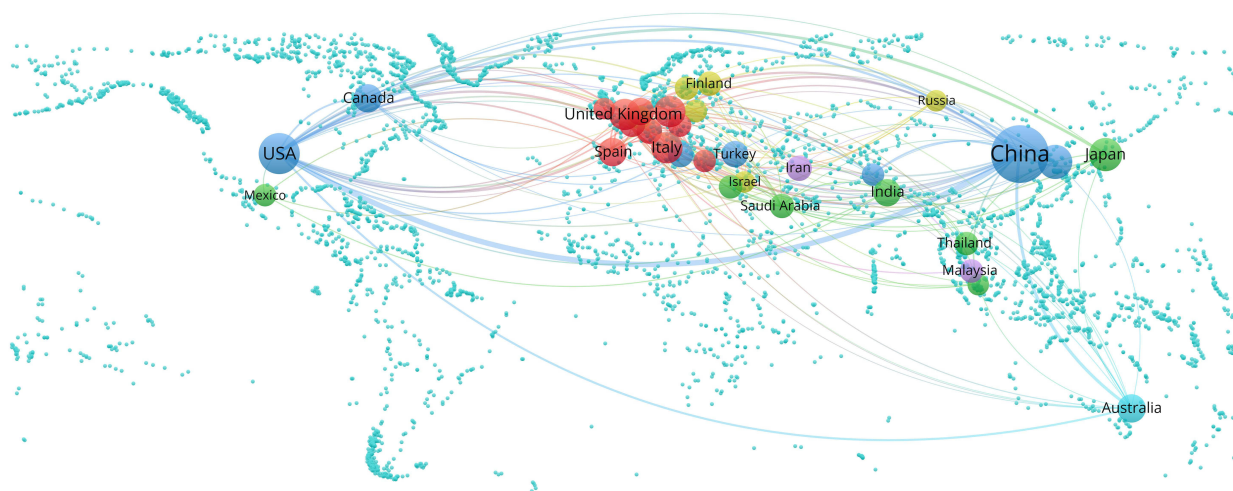 Finland
Canada
Russia
United Kingdom
USA
Spain
Italy
Turkey
China
Japan
Iran
Israel
India
Mexico
Saudi Arabia
Thailand
Malaysia
Australia